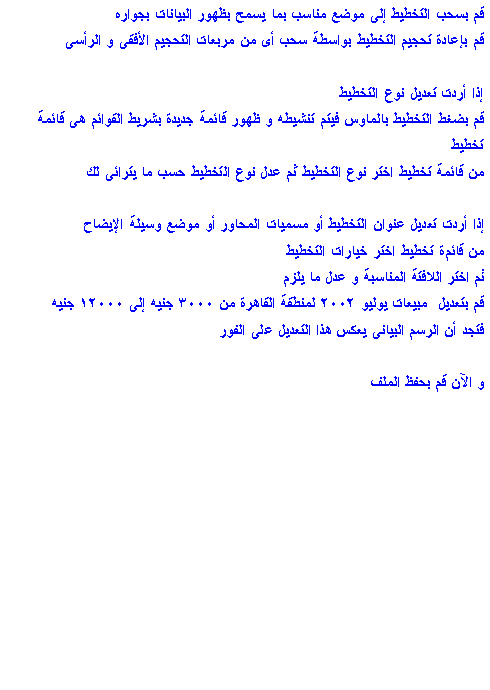 قم بسحب التخطيط إلى موضع مناسب بما يسمح بظهور البيانات بجواره
قم بإعادة تحجيم التخطيط بواسطة سحب أى من مربعات التحجيم الأفقى و الرأسى
إذا أردت تعديل نوع التخطيط
قم بضغط التخطيط بالماوس فيتم تنشيطه و ظهور قائمة جديدة بشريط القوائم هى قائمة
تخطيط
من قائمة تخطيط اختر نوع التخطيط ثم عدل نوع التخطيط حسب ما يترائى لك
إذا أردت تعديل عنوان التخطيط أو مسميات المحاور أو موضع وسيلة الإيضاح
من قائمة تخطيط اختر خيارات التخطيط
ثم اختر اللافتة المناسبة و عدل ما يلزم
قم بتعديل مبيعات يوليو ٢٠٠٢ لمنطقة القاهرة من ٣٠٠٠ جنيه إلى ١٢٠٠٠ جنيه
فتجد أن الرسم البيانى يعكس هذا التعديل على الفور
و الآن قم بحفظ الملف